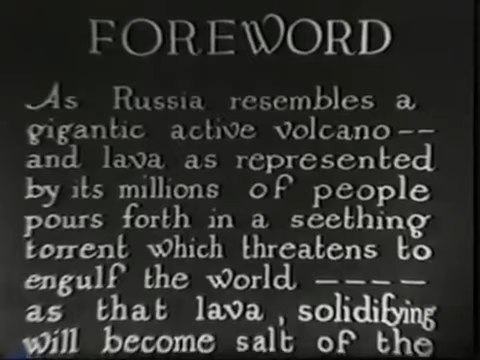 FOREWORD
As Russia resembles a
gigantic active volcano--
and lava as represented
by its millions of people
pours forth in a seething
torrent which threatens to
engulf the world ----
as that lava, solidifying
will become salt of the